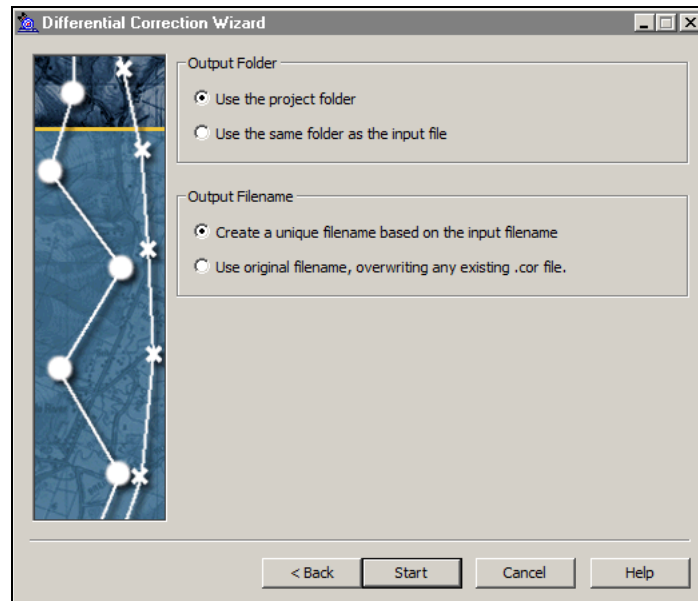 Differential Correction Wizard
Output Folder
Use the project folder
Use the same folder as the input file
Output Filename
Create a unique filename based on the input filename
Use original filename, overwriting any existing .cor file.
< Back Start Cancel Help